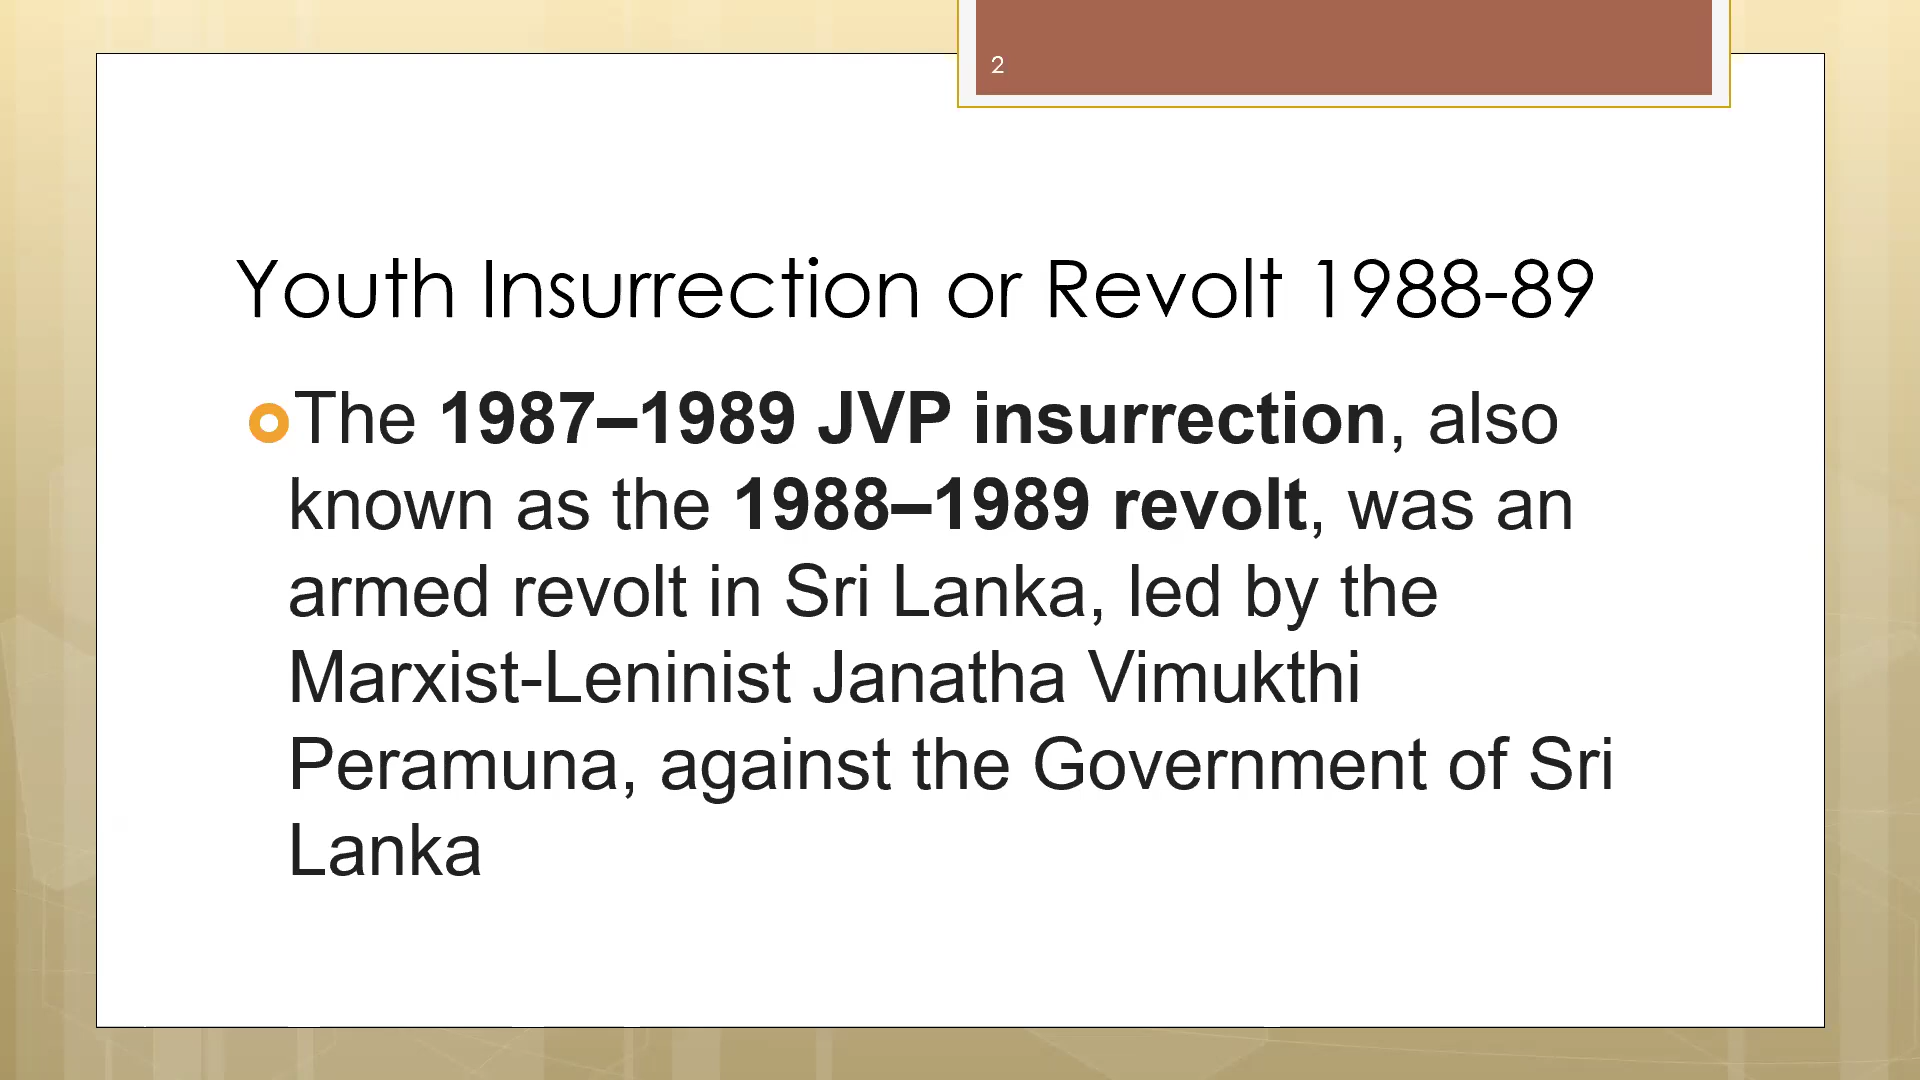 2
Youth Insurrection or Revolt 1988-89
The 1987–1989 JVP insurrection, also
known as the 1988–1989 revolt, was an
armed revolt in Sri Lanka, led by the
Marxist-Leninist Janatha Vimukthi
Peramuna, against the Government of Sri
Lanka